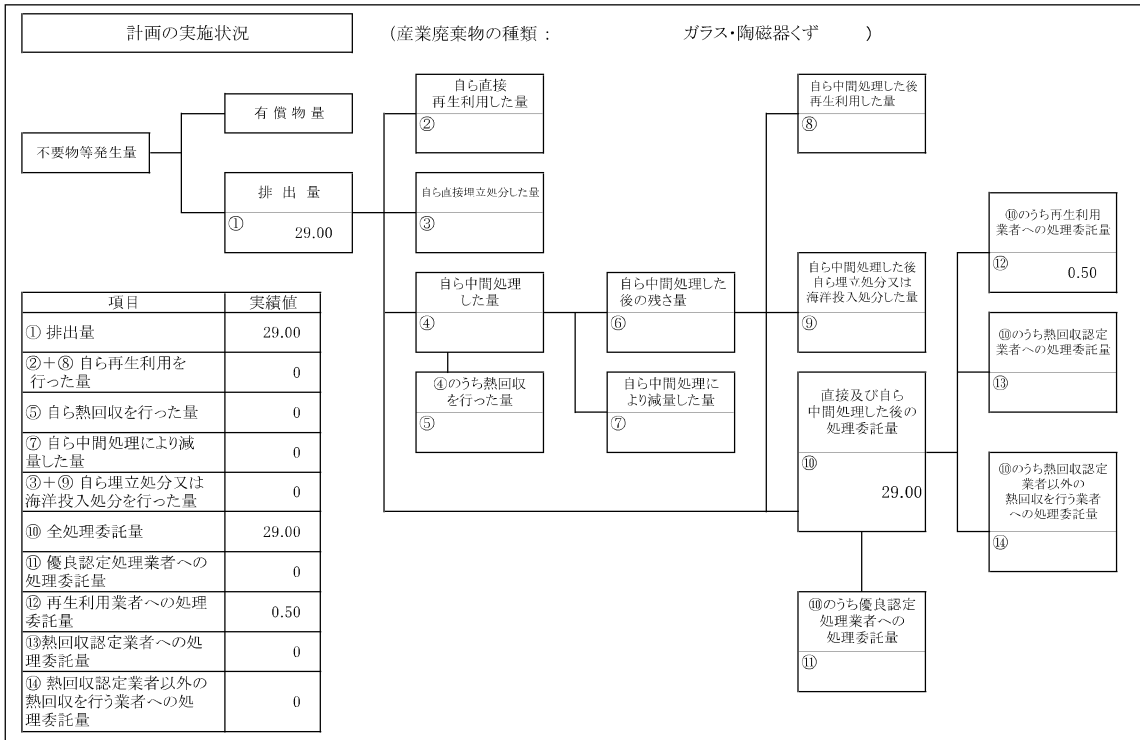 計画の実施状況
（産業廃棄物の種類：　ガラス・陶磁器くず　）
不要物等発生量
有償物量
排出量
①
29.00
自ら直接
再生利用した量
②
自ら直接埋立処分した量
③
自ら中間処理
した量
④
④のうち熱回収
を行った量
⑤
自ら中間処理した
後の残さ量
⑥
自ら中間処理に
より減量した量
⑦
自ら中間処理した後
再生利用した量
⑧
自ら中間処理した後
自ら埋立処分又は
海洋投入処分した量
⑨
直接及び自ら
中間処理した後の
処理委託量
⑩
29.00
⑩のうち優良認定
処理業者への
処理委託量
⑪
⑩のうち再生利用
業者への処理委託量
⑫
0.50
⑩のうち熱回収認定
業者への処理委託量
⑬
⑩のうち熱回収認定
業者以外の
熱回収を行う業者
への処理委託量
⑭
項目 実績値
① 排出量 29.00
②＋⑧ 自ら再生利用を
行った量 0
⑤ 自ら熱回収を行った量 0
⑦ 自ら中間処理により減
量した量 0
③＋⑨ 自ら埋立処分又は
海洋投入処分を行った量 0
⑩ 全処理委託量 29.00
⑪ 優良認定処理業者への
処理委託量 0
⑫ 再生利用業者への処理
委託量 0.50
⑬熱回収認定業者への処
理委託量 0
⑭ 熱回収認定業者以外の
熱回収を行う業者への処
理委託量 0